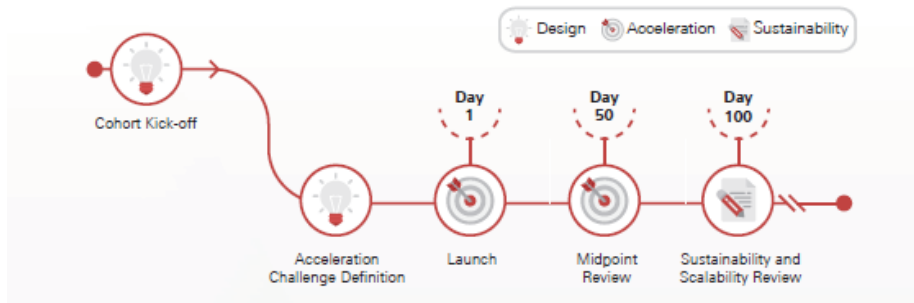 Design Acceleration Sustainability
Cohort Kick-off
Day
1
Day
50
Day
100
Acceleration
Challenge Definition
Launch
Midpoint
Review
Sustainability and
Scalability Review